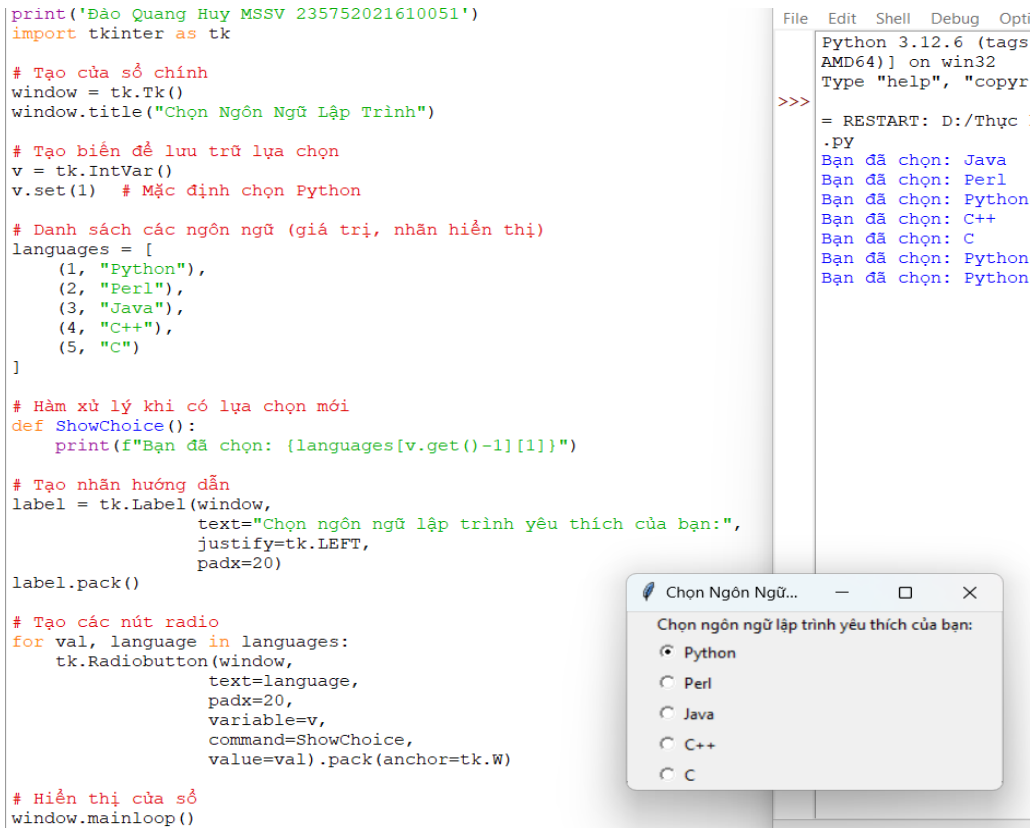 print('Đào Quang Huy MSSV 235752021610051')
import tkinter as tk
# Tạo cửa sổ chính
window = tk.Tk()
window.title("Chọn Ngôn Ngữ Lập Trình")
# Tạo biến để lưu trữ lựa chọn
v = tk.IntVar()
v.set(1)  # Mặc định chọn Python
# Danh sách các ngôn ngữ (giá trị, nhãn hiển thị)
languages = [
    (1, "Python"),
    (2, "Perl"),
    (3, "Java"),
    (4, "C++"),
    (5, "C")
]
# Hàm xử lý khi có lựa chọn mới
def ShowChoice():
    print(f"Bạn đã chọn: {languages[v.get()-1][1]}")
# Tạo nhãn hướng dẫn
label = tk.Label(window,
                 text="Chọn ngôn ngữ lập trình yêu thích của bạn:",
                 justify=tk.LEFT,
                 padx=20)
label.pack()
# Tạo các nút radio
for val, language in languages:
    tk.Radiobutton(window,
                  text=language,
                  padx=20,
                  variable=v,
                  command=ShowChoice,
                  value=val).pack(anchor=tk.W)
# Hiển thị cửa sổ
window.mainloop()
File Edit Shell Debug Opti
Python 3.12.6 (tags
AMD64)] on win32
Type "help", "copyr
>>>
= RESTART: D:/Thực
.py
Bạn đã chọn: Java
Bạn đã chọn: Perl
Bạn đã chọn: Python
Bạn đã chọn: C++
Bạn đã chọn: C
Bạn đã chọn: Python
Bạn đã chọn: Python
Chọn Ngôn Ngữ...
Chọn ngôn ngữ lập trình yêu thích của bạn:
Python
Perl
Java
C++
C